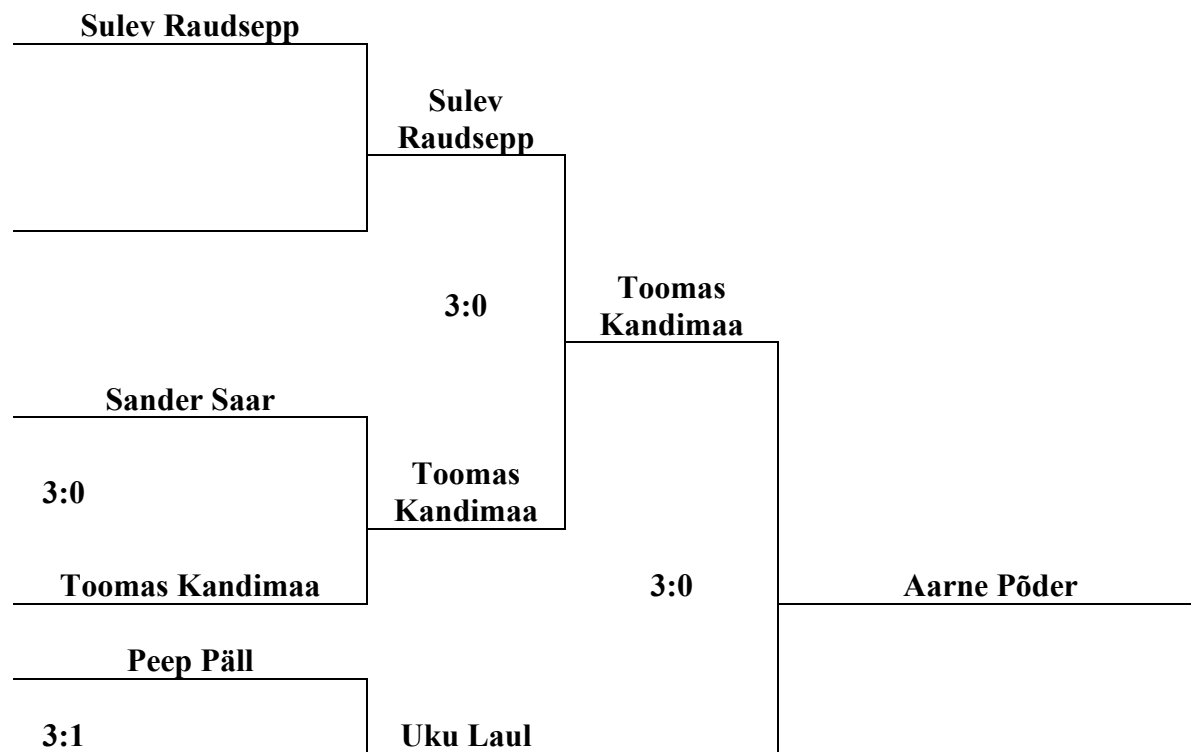 Sulev Raudsepp
Sulev
Raudsepp
3:0
Toomas
Kandimaa
Sander Saar
3:0
Toomas
Kandimaa
Toomas Kandimaa
3:0
Aarne Põder
Peep Päll
3:1
Uku Laul